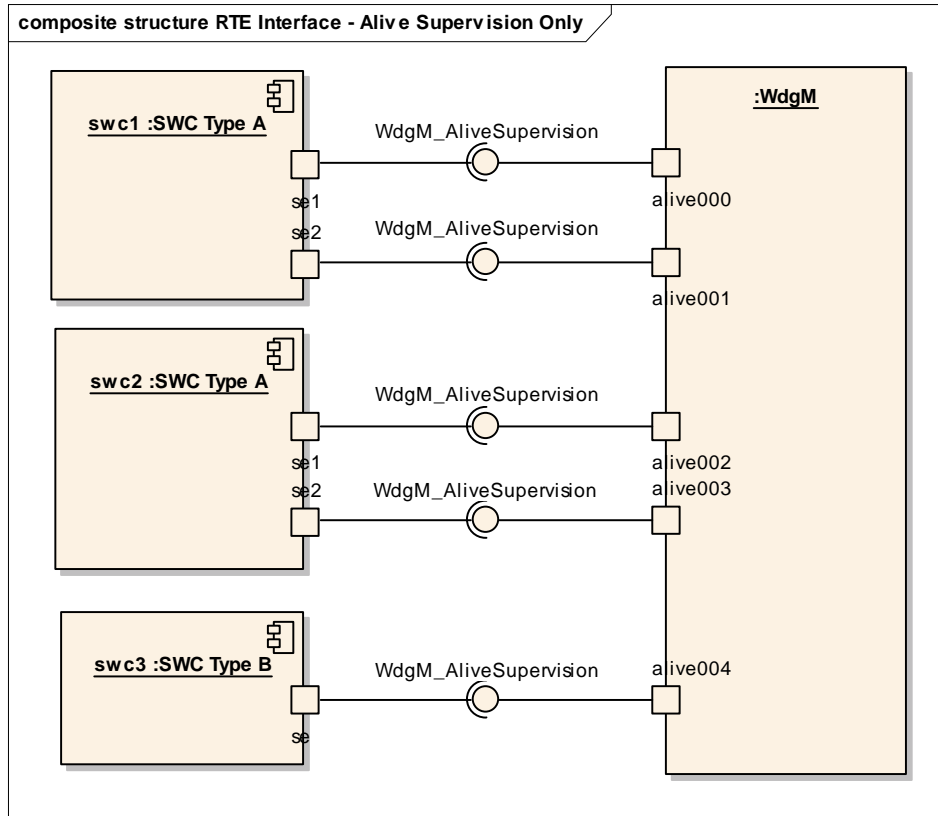 composite structure RTE Interface - Alive Supervision Only
swc1 :SWC Type A
:WdgM
WdgM_AliveSupervision
se1
alive000
se2
WdgM_AliveSupervision
alive001
swc2 :SWC Type A
WdgM_AliveSupervision
se1
alive002
se2
WdgM_AliveSupervision
alive003
swc3 :SWC Type B
WdgM_AliveSupervision
alive004
se